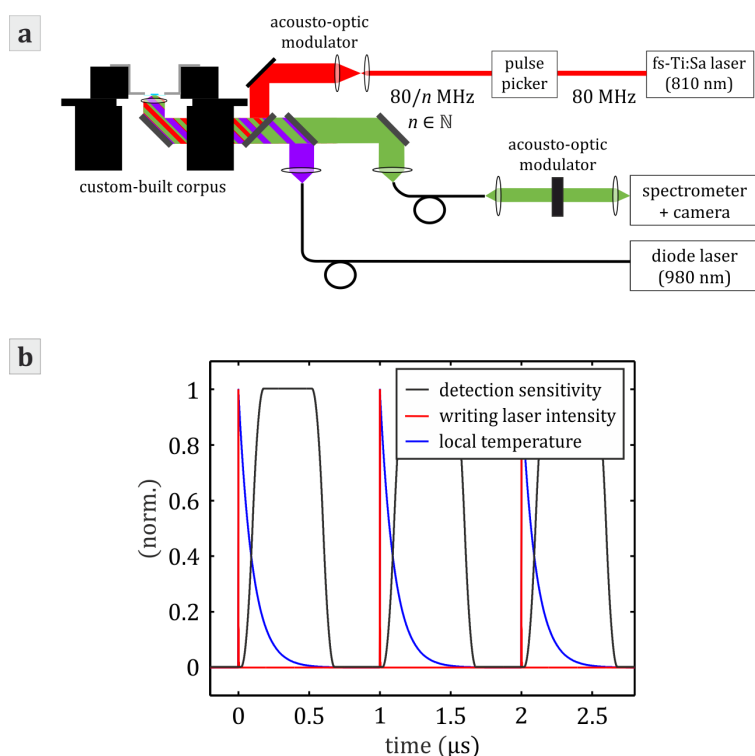 a
acousto-optic
modulator
pulse
picker
fs-Ti:Sa laser
(810 nm)
80/n MHz
n ∈ ℕ
80 MHz
acousto-optic
modulator
custom-built corpus
spectrometer
+ camera
diode laser
(980 nm)
b
detection sensitivity
writing laser intensity
local temperature
(norm.)
1
0.8
0.6
0.4
0.2
0
0 0.5 1 1.5 2 2.5
time (μs)